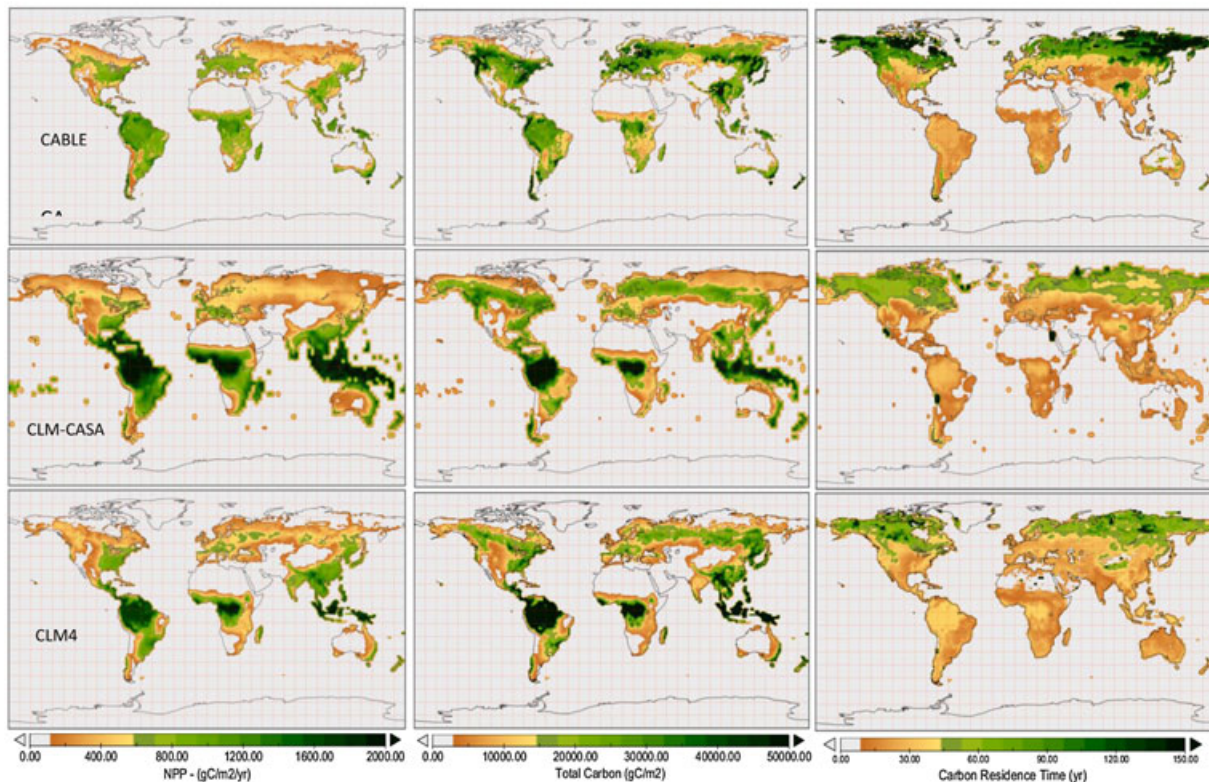 CABLE
CLM-CASA
CLM4
0.00 400.00 800.00 1200.00 1600.00 2000.00
NPP - (gC/m2/yr)
0.00 10000.00 20000.00 30000.00 40000.00 50000.00
Total Carbon (gC/m2)
0.00 30.00 60.00 90.00 120.00 150.00
Carbon Residence Time (yr)